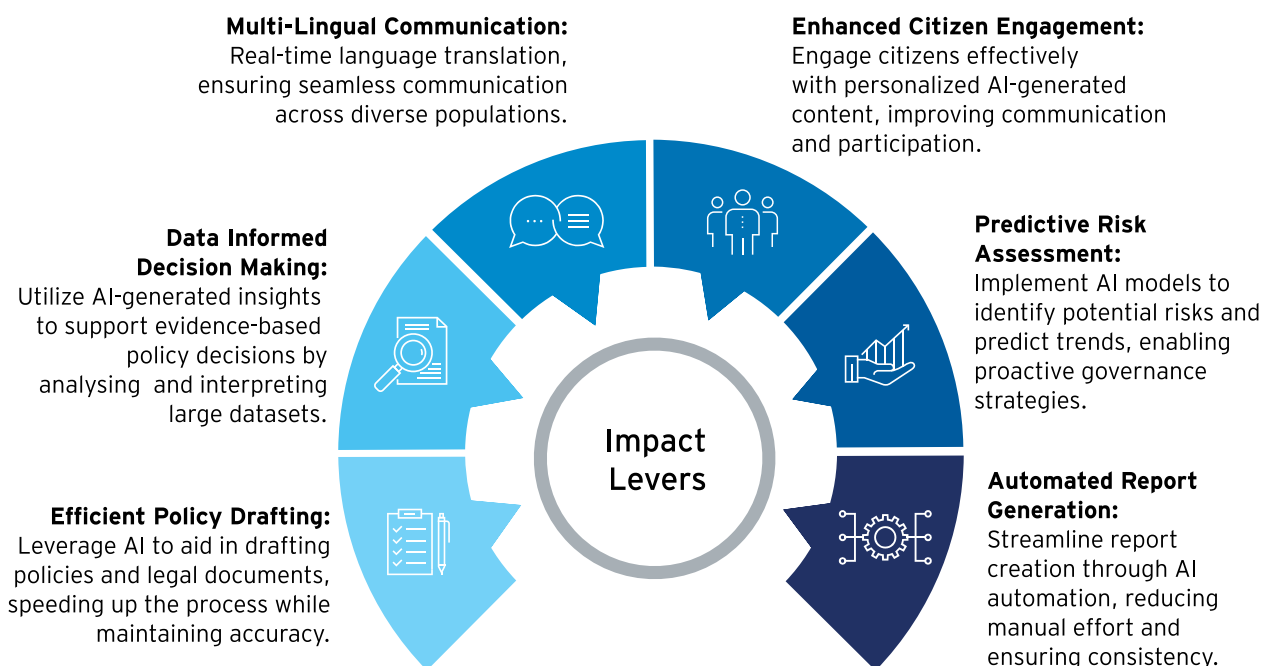 Multi-Lingual Communication:
Real-time language translation,
ensuring seamless communication
across diverse populations.
Enhanced Citizen Engagement:
Engage citizens effectively
with personalized AI-generated
content, improving communication
and participation.
Data Informed
Decision Making:
Utilize AI-generated insights
to support evidence-based
policy decisions by
analysing and interpreting
large datasets.
Predictive Risk
Assessment:
Implement AI models to
identify potential risks and
predict trends, enabling
proactive governance
strategies.
Impact
Levers
Efficient Policy Drafting:
Leverage AI to aid in drafting
policies and legal documents,
speeding up the process while
maintaining accuracy.
Automated Report
Generation:
Streamline report
creation through AI
automation, reducing
manual effort and
ensuring consistency.